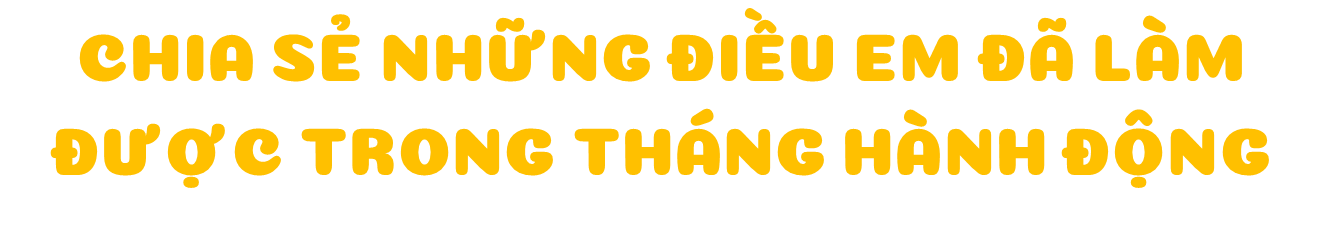 CHIA SẺ NHỮNG ĐIỀU EM ĐÃ LÀM
ĐƯỢC TRONG THÁNG HÀNH ĐỘNG